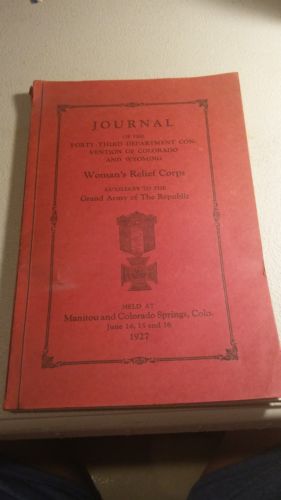 JOURNAL
OF THE
FORTY-THIRD DEPARTMENT CON-
VENTION OF COLORADO
AND WYOMING
Woman's Relief Corps
AUXILIARY TO THE
Grand Army of The Republic
HELD AT
Manitou and Colorado Springs, Colo.
June 14, 15 and 16
1927